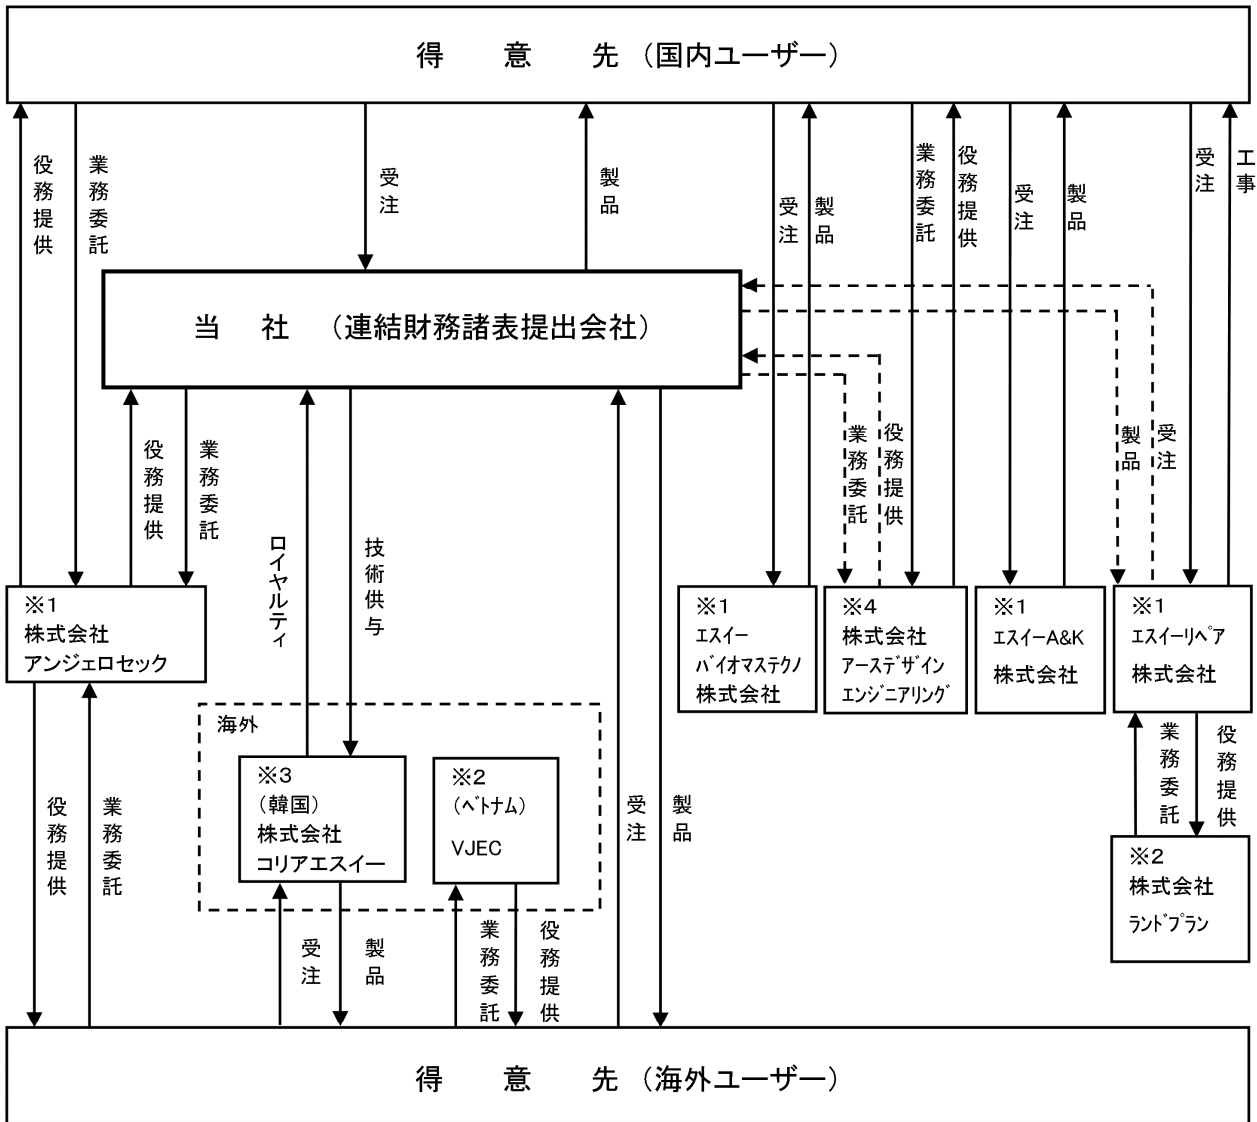 得 意 先（国内ユーザー）
役務提供
業務委託
受注
製品
受注
製品
業務委託
役務提供
受注
製品
受注
工事
当 社 （連結財務諸表提出会社）
役務提供
業務委託
ロイヤルティ
技術供与
業務委託
役務提供
製品
受注
※1
株式会社
アンジェロセック
※1
エスイー
バイオマステクノ
株式会社
※4
株式会社
アースデザイン
エンジニアリング
※1
エスイーA&K
株式会社
※1
エスイーリペア
株式会社
海外
※3
（韓国）
株式会社
コリアエスイー
※2
（ベトナム）
VJEC
役務提供
業務委託
受注
製品
業務委託
役務提供
※2
株式会社
ランドプラン
受注
製品
業務委託
役務提供
得 意 先（海外ユーザー）